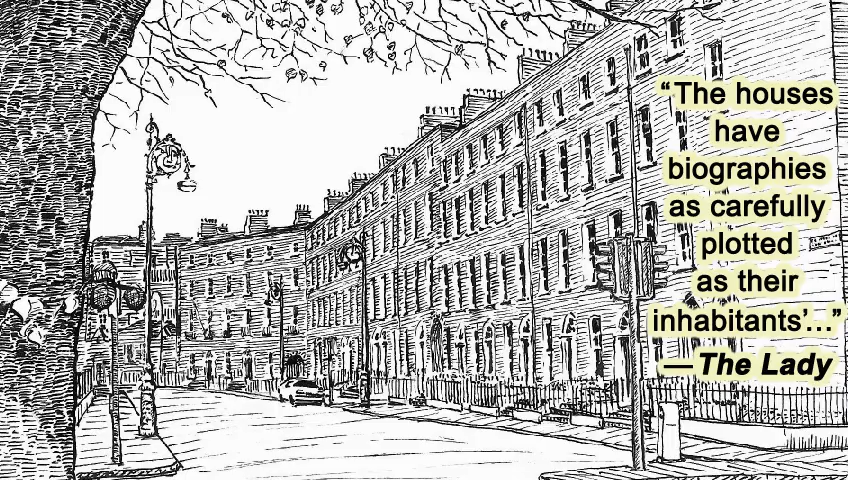 “The houses
have
biographies
as carefully
plotted
as their
inhabitants’...”
— The Lady